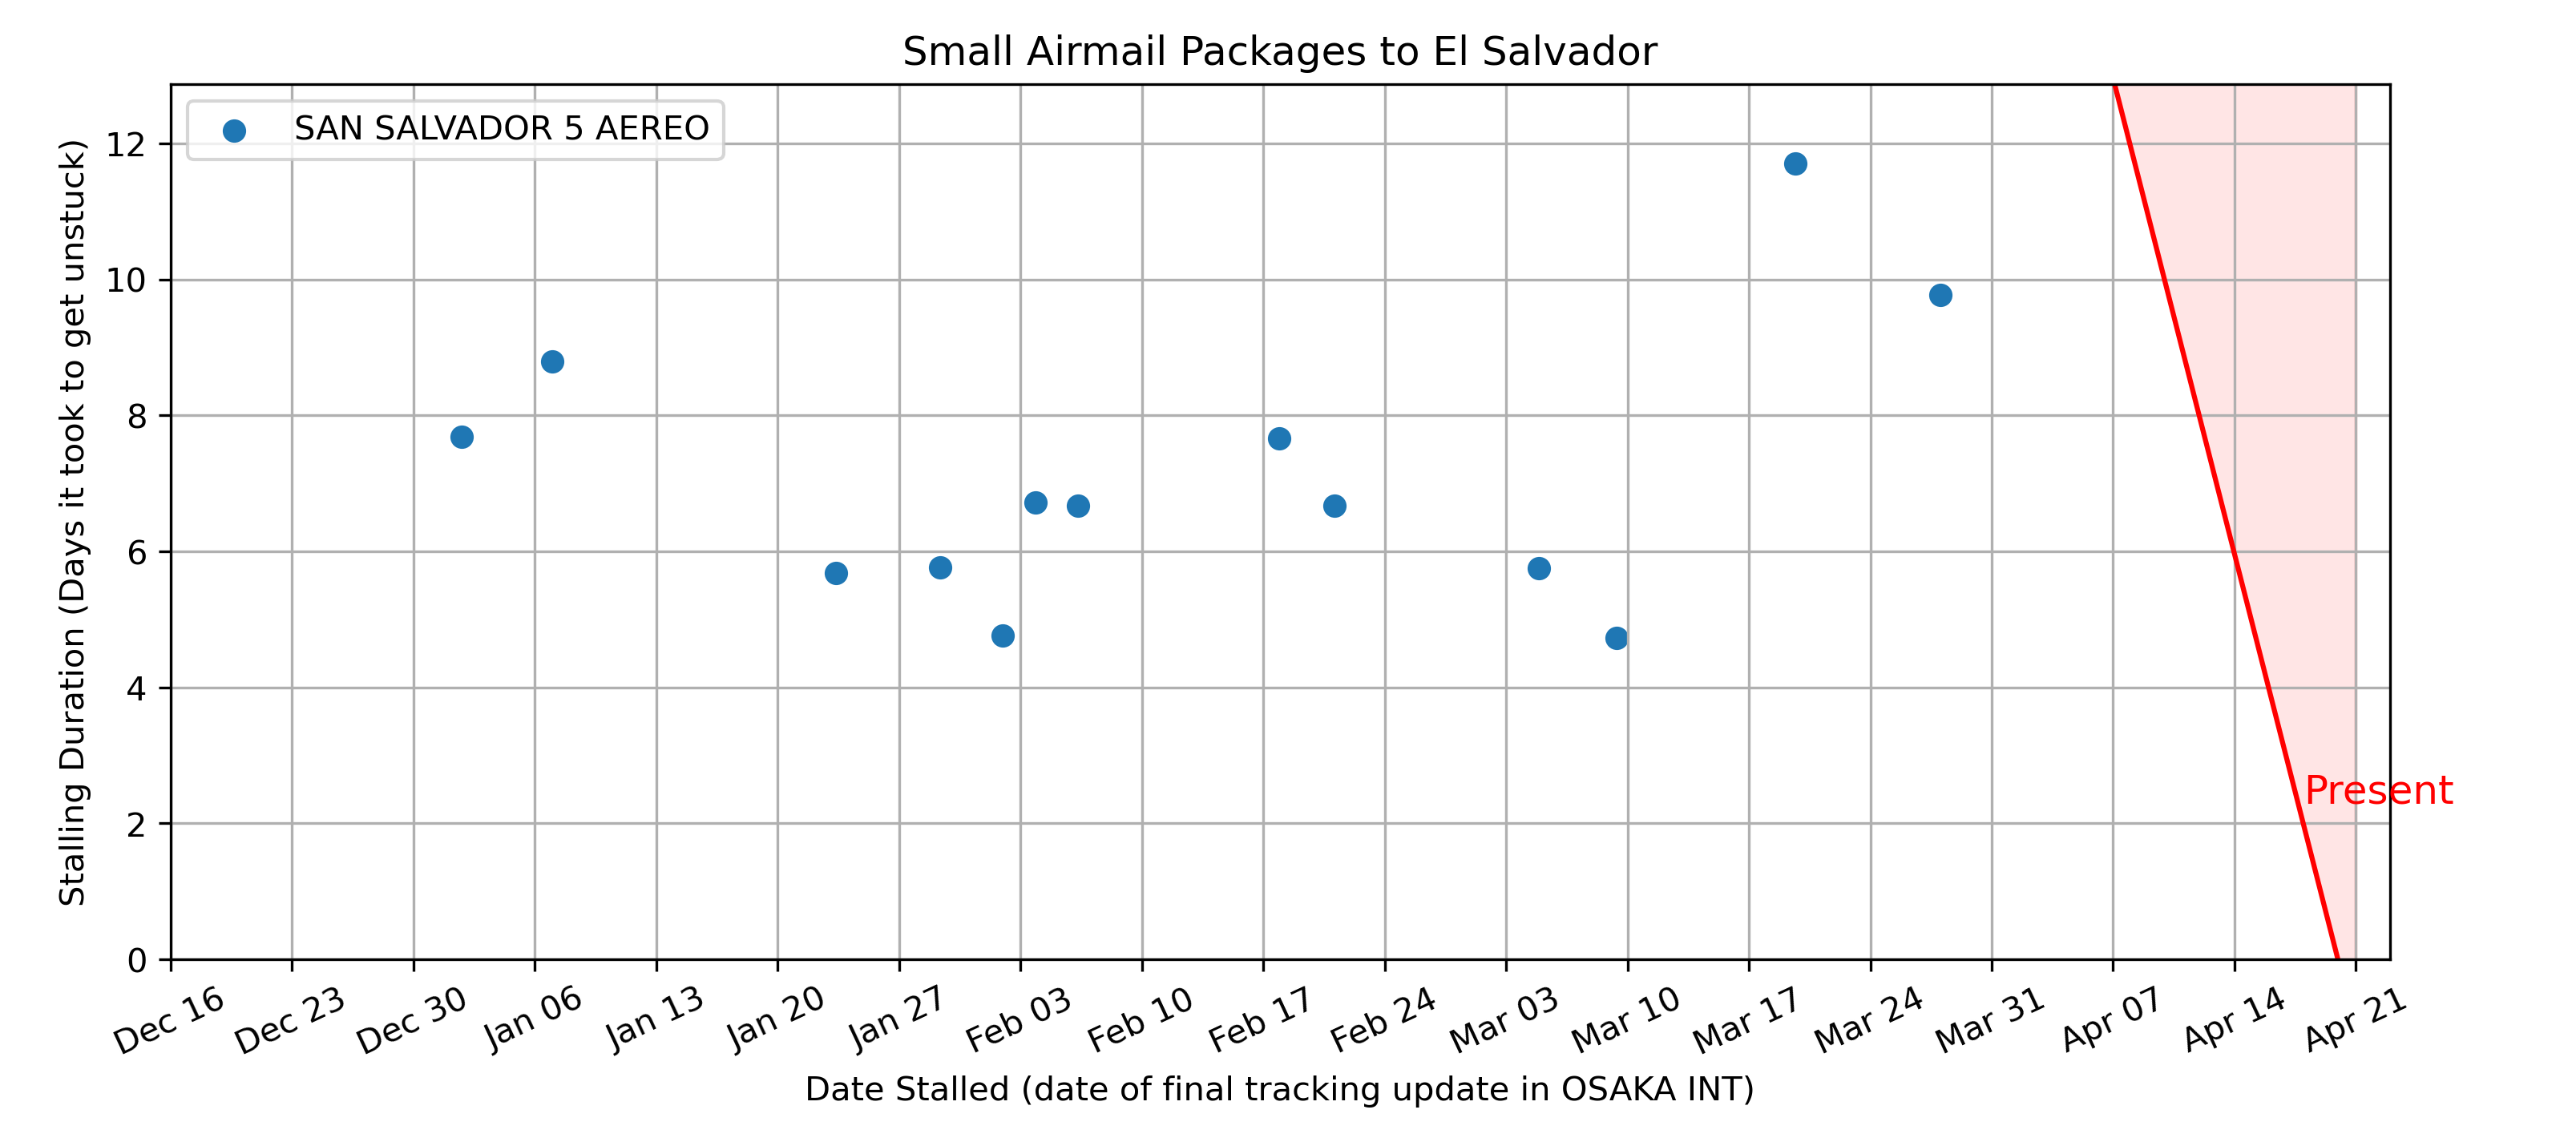 Small Airmail Packages to El Salvador
SAN SALVADOR 5 AEREO
Stalling Duration (Days it took to get unstuck)
12
10
8
6
4
2
0
Present
Dec 16
Dec 23
Dec 30
Jan 06
Jan 13
Jan 20
Jan 27
Feb 03
Feb 10
Feb 17
Feb 24
Mar 03
Mar 10
Mar 17
Mar 24
Mar 31
Apr 07
Apr 14
Apr 21
Date Stalled (date of final tracking update in OSAKA INT)